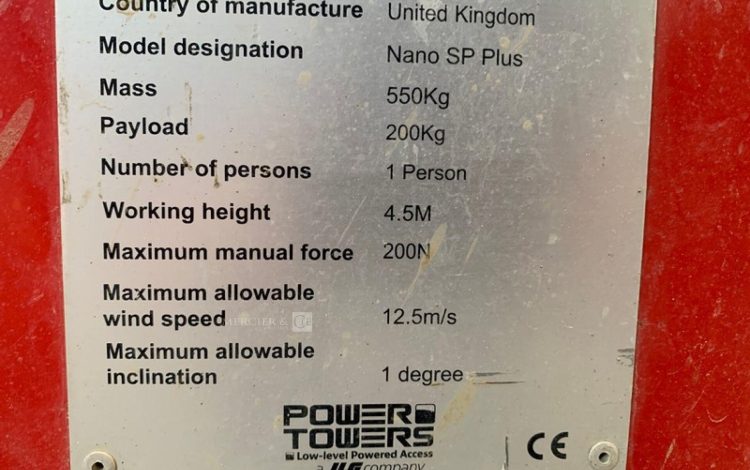 Country of manufacture United Kingdom
Model designation Nano SP Plus
Mass 550Kg
Payload 200Kg
Number of persons 1 Person
Working height 4.5M
Maximum manual force 200N
Maximum allowable
wind speed 12.5m/s
MERCIER &
Maximum allowable
inclination 1 degree
POWER
TOWERS
Low-level Powered Access
a JLG company
CE